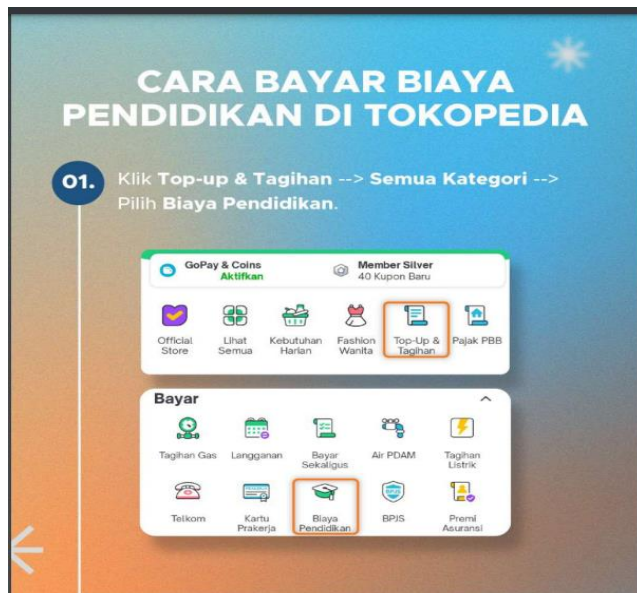 CARA BAYAR BIAYA
PENDIDIKAN DI TOKOPEDIA
01.
Klik Top-up & Tagihan --> Semua Kategori -->
Pilih Biaya Pendidikan.
GoPay & Coins
Aktifkan
Member Silver
40 Kupon Baru
Official
Store
Lihat
Semua
Kebutuhan
Harian
Fashion
Wanita
Top-Up &
Tagihan
Pajak PBB
Bayar
Tagihan Gas
Langganan
Bayar
Sekaligus
Air PDAM
Tagihan
Listrik
Telkom
Kartu
Prakerja
Biaya
Pendidikan
BPJS
Premi
Asuransi